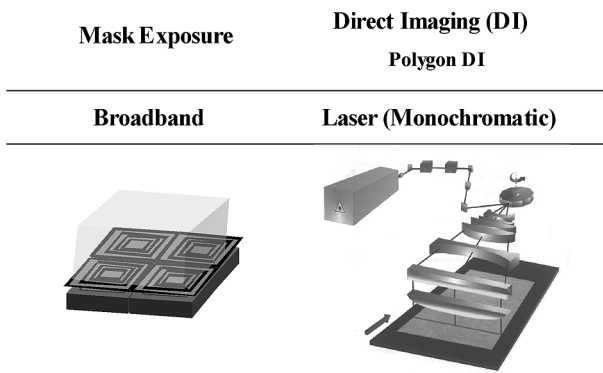 Mask Exposure
Direct Imaging (DI)
Polygon DI
Broadband
Laser (Monochromatic)